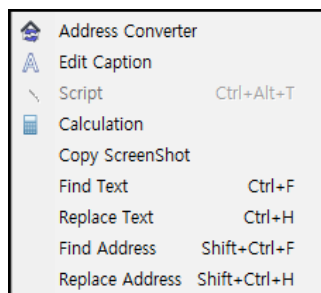 Address Converter
Edit Caption
Script Ctrl+Alt+T
Calculation
Copy ScreenShot
Find Text Ctrl+F
Replace Text Ctrl+H
Find Address Shift+Ctrl+F
Replace Address Shift+Ctrl+H